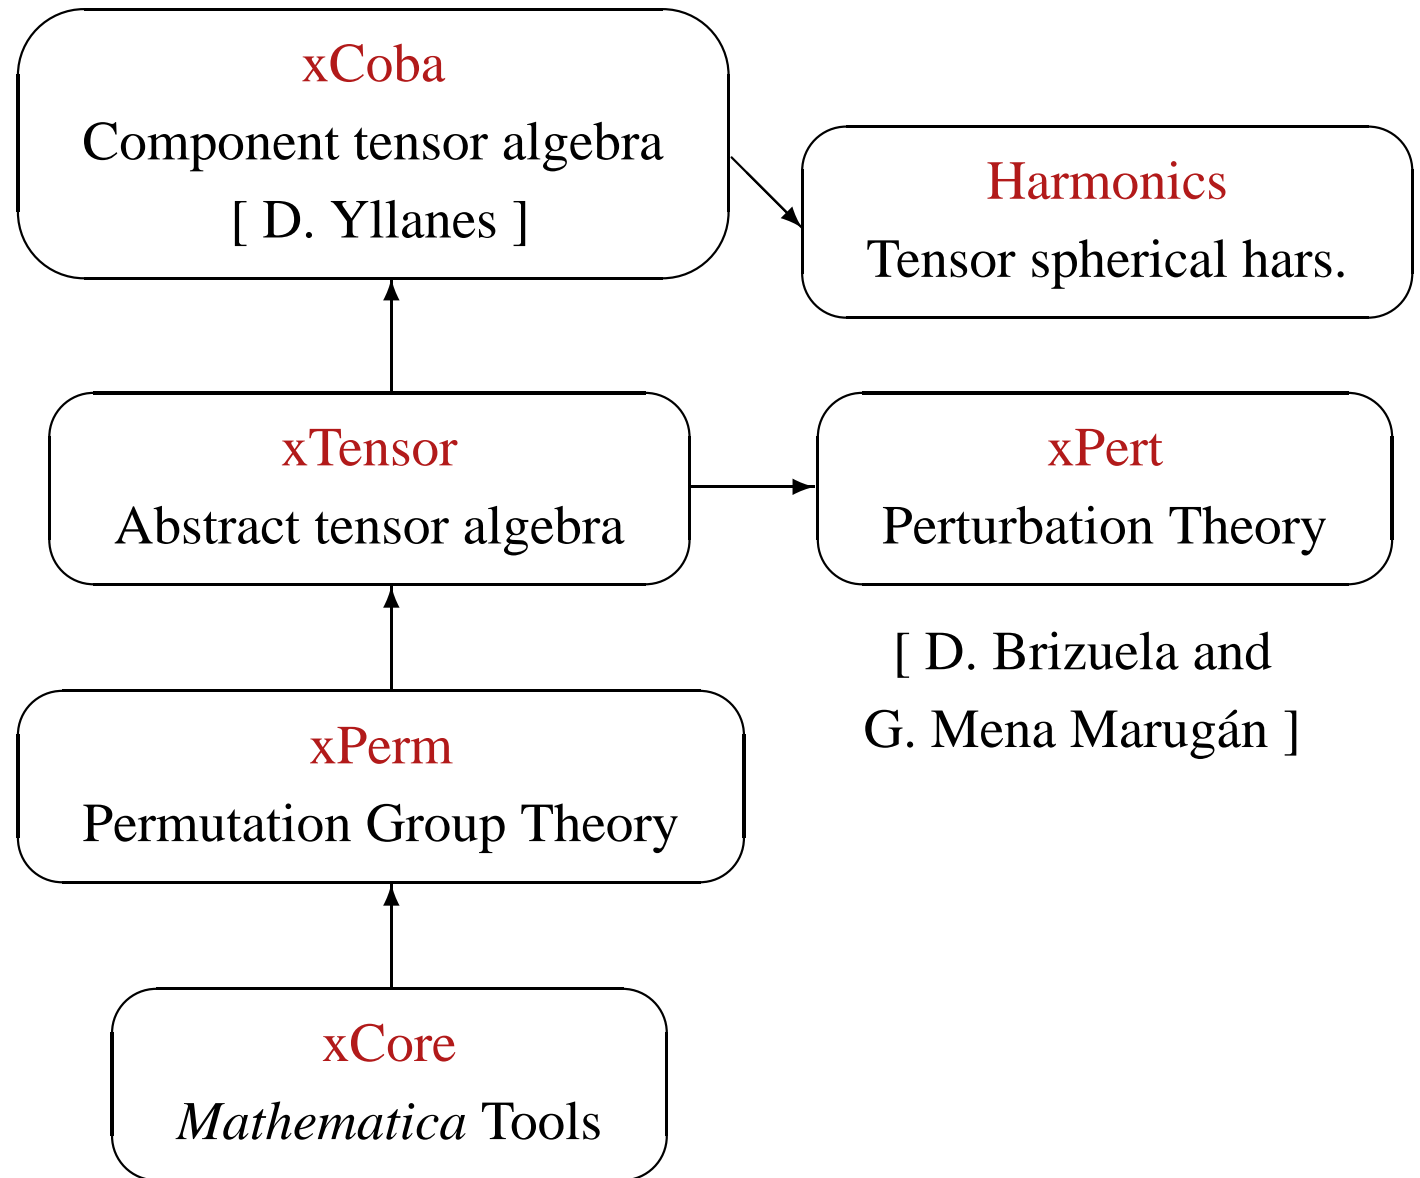 xCoba
Component tensor algebra
[ D. Yllanes ]
Harmonics
Tensor spherical hars.
xTensor
Abstract tensor algebra
xPert
Perturbation Theory
[ D. Brizuela and
G. Mena Marugán ]
xPerm
Permutation Group Theory
xCore
Mathematica Tools